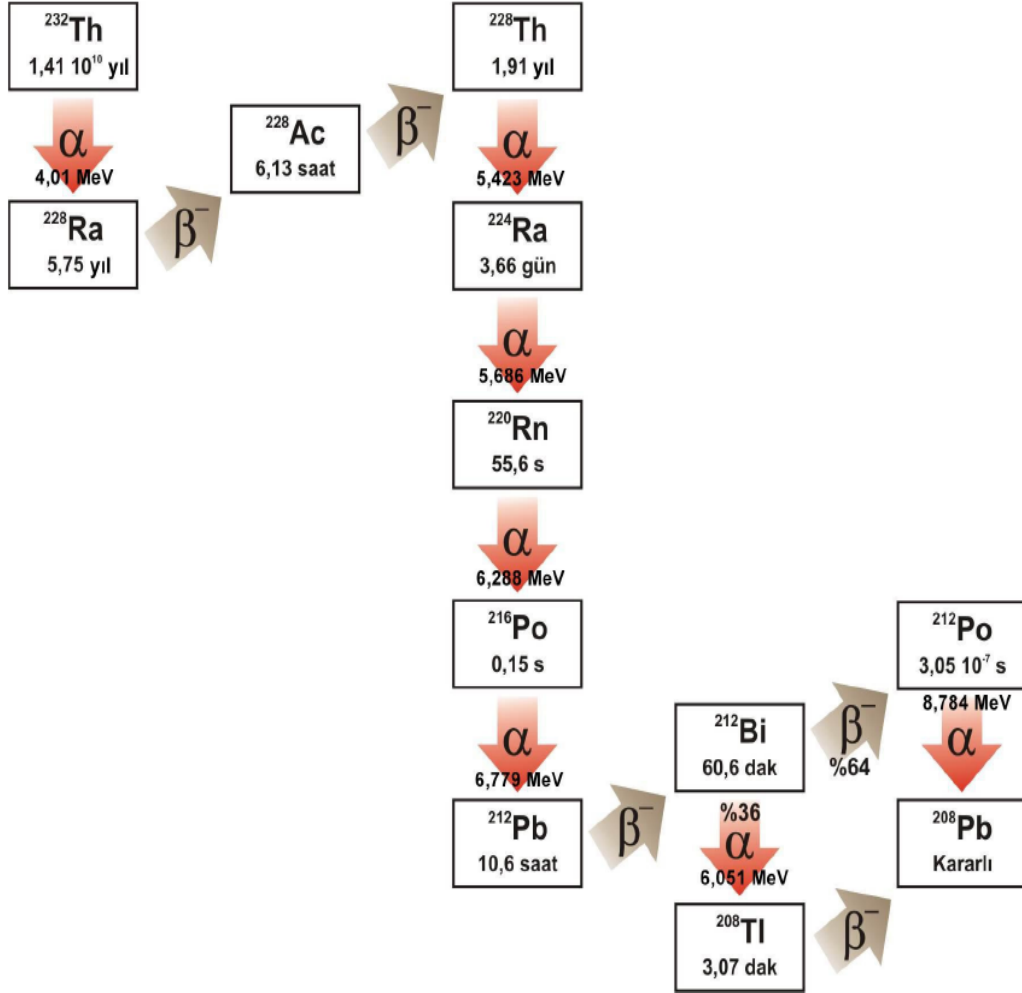 ²³²Th
1,41 10¹⁰ yıl
α
4,01 MeV
²²⁸Ra
5,75 yıl
β⁻
²²⁸Ac
6,13 saat
β⁻
²²⁸Th
1,91 yıl
α
5,423 MeV
²²⁴Ra
3,66 gün
α
5,686 MeV
²²⁰Rn
55,6 s
α
6,288 MeV
²¹⁶Po
0,15 s
α
6,779 MeV
²¹²Pb
10,6 saat
β⁻
²¹²Bi
60,6 dak
β⁻
%64
²¹²Po
3,05 10⁻⁷ s
8,784 MeV
α
²⁰⁸Pb
Kararlı
%36
α
6,051 MeV
²⁰⁸Tl
3,07 dak
β⁻